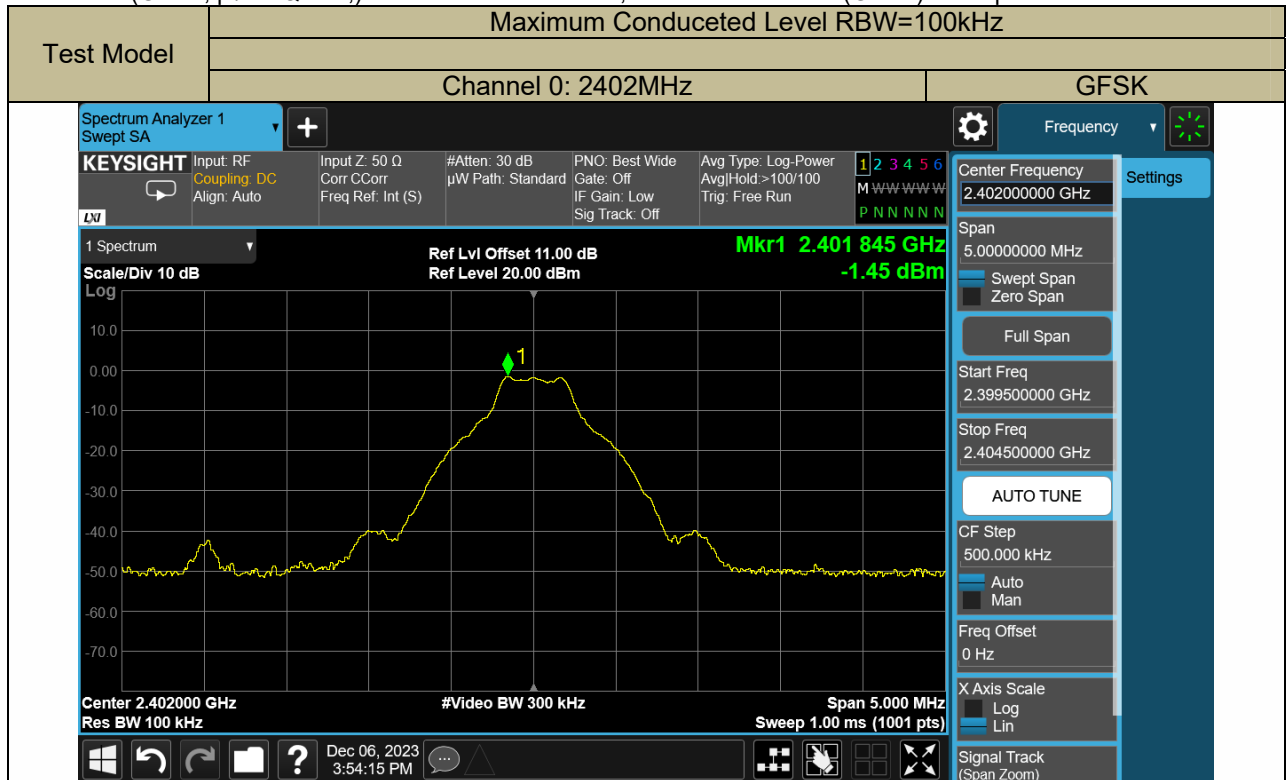 Maximum Conduceted Level RBW=100kHz
Test Model
Channel 0: 2402MHz
GFSK
Spectrum Analyzer 1
Swept SA
Frequency
KEYSIGHT
LXI
Input: RF
Coupling: DC
Align: Auto
Input Z: 50 Ω
Corr CCorr
Freq Ref: Int (S)
#Atten: 30 dB
µW Path: Standard
PNO: Best Wide
Gate: Off
IF Gain: Low
Sig Track: Off
Avg Type: Log-Power
Avg|Hold:>100/100
Trig: Free Run
1 2 3 4 5 6
M W W W W W
P N N N N N
1 Spectrum
Scale/Div 10 dB
Log
Ref Lvl Offset 11.00 dB
Ref Level 20.00 dBm
Mkr1 2.401 845 GHz
-1.45 dBm
10.0
0.00
-10.0
-20.0
-30.0
-40.0
-50.0
-60.0
-70.0
1
Center 2.402000 GHz
Res BW 100 kHz
#Video BW 300 kHz
Span 5.000 MHz
Sweep 1.00 ms (1001 pts)
?
Dec 06, 2023
3:54:15 PM
Center Frequency
2.402000000 GHz
Settings
Span
5.00000000 MHz
Swept Span
Zero Span
Full Span
Start Freq
2.399500000 GHz
Stop Freq
2.404500000 GHz
AUTO TUNE
CF Step
500.000 kHz
Auto
Man
Freq Offset
0 Hz
X Axis Scale
Log
Lin
Signal Track
(Span Zoom)